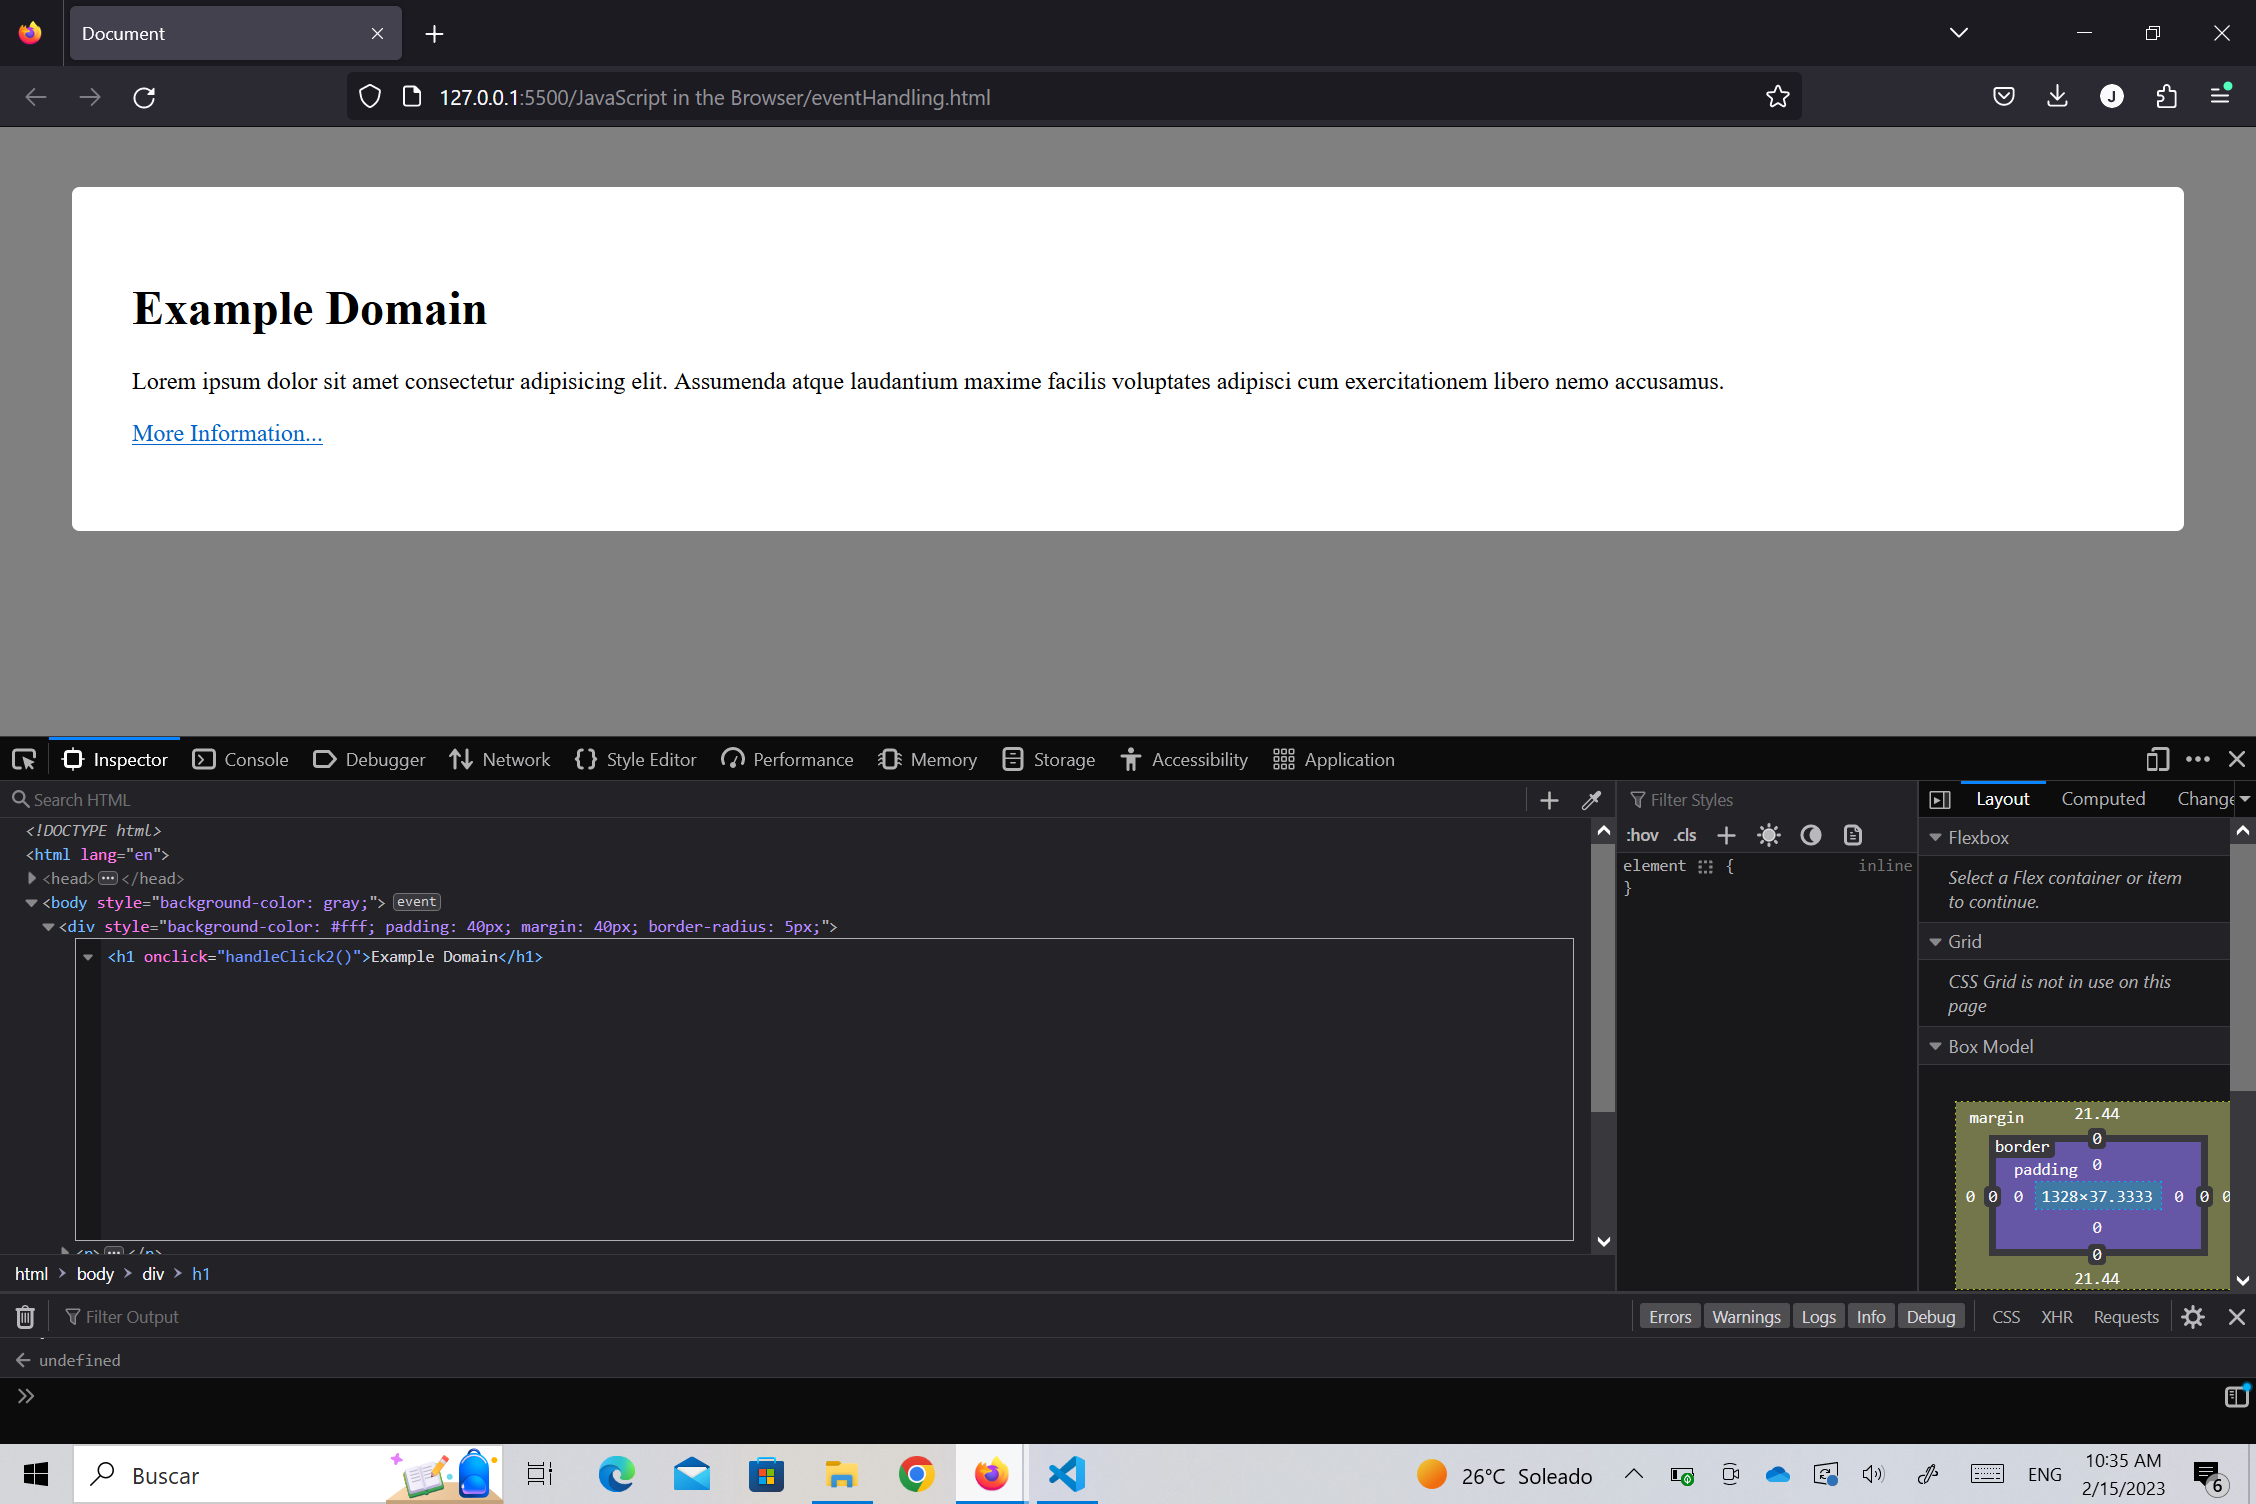 Document
127.0.0.1:5500/JavaScript in the Browser/eventHandling.html
J
Example Domain
Lorem ipsum dolor sit amet consectetur adipisicing elit. Assumenda atque laudantium maxime facilis voluptates adipisci cum exercitationem libero nemo accusamus.
More Information...
Inspector Console Debugger Network Style Editor Performance Memory Storage Accessibility Application
Search HTML
<!DOCTYPE html>
<html lang="en">
<head> ••• </head>
<body style="background-color: gray;"> event
<div style="background-color: #fff; padding: 40px; margin: 40px; border-radius: 5px;">
<h1 onclick="handleClick2()">Example Domain</h1>
<p> ••• </p>
html > body > div > h1
Filter Styles
:hov .cls
element { inline
}
Layout Computed Change
Flexbox
Select a Flex container or item
to continue.
Grid
CSS Grid is not in use on this
page
Box Model
margin 21.44
border 0
padding 0
0 0 0 1328×37.3333 0 0 0
0
0
21.44
Filter Output
Errors Warnings Logs Info Debug CSS XHR Requests
undefined
Buscar
26°C Soleado
ENG
10:35 AM
2/15/2023
6